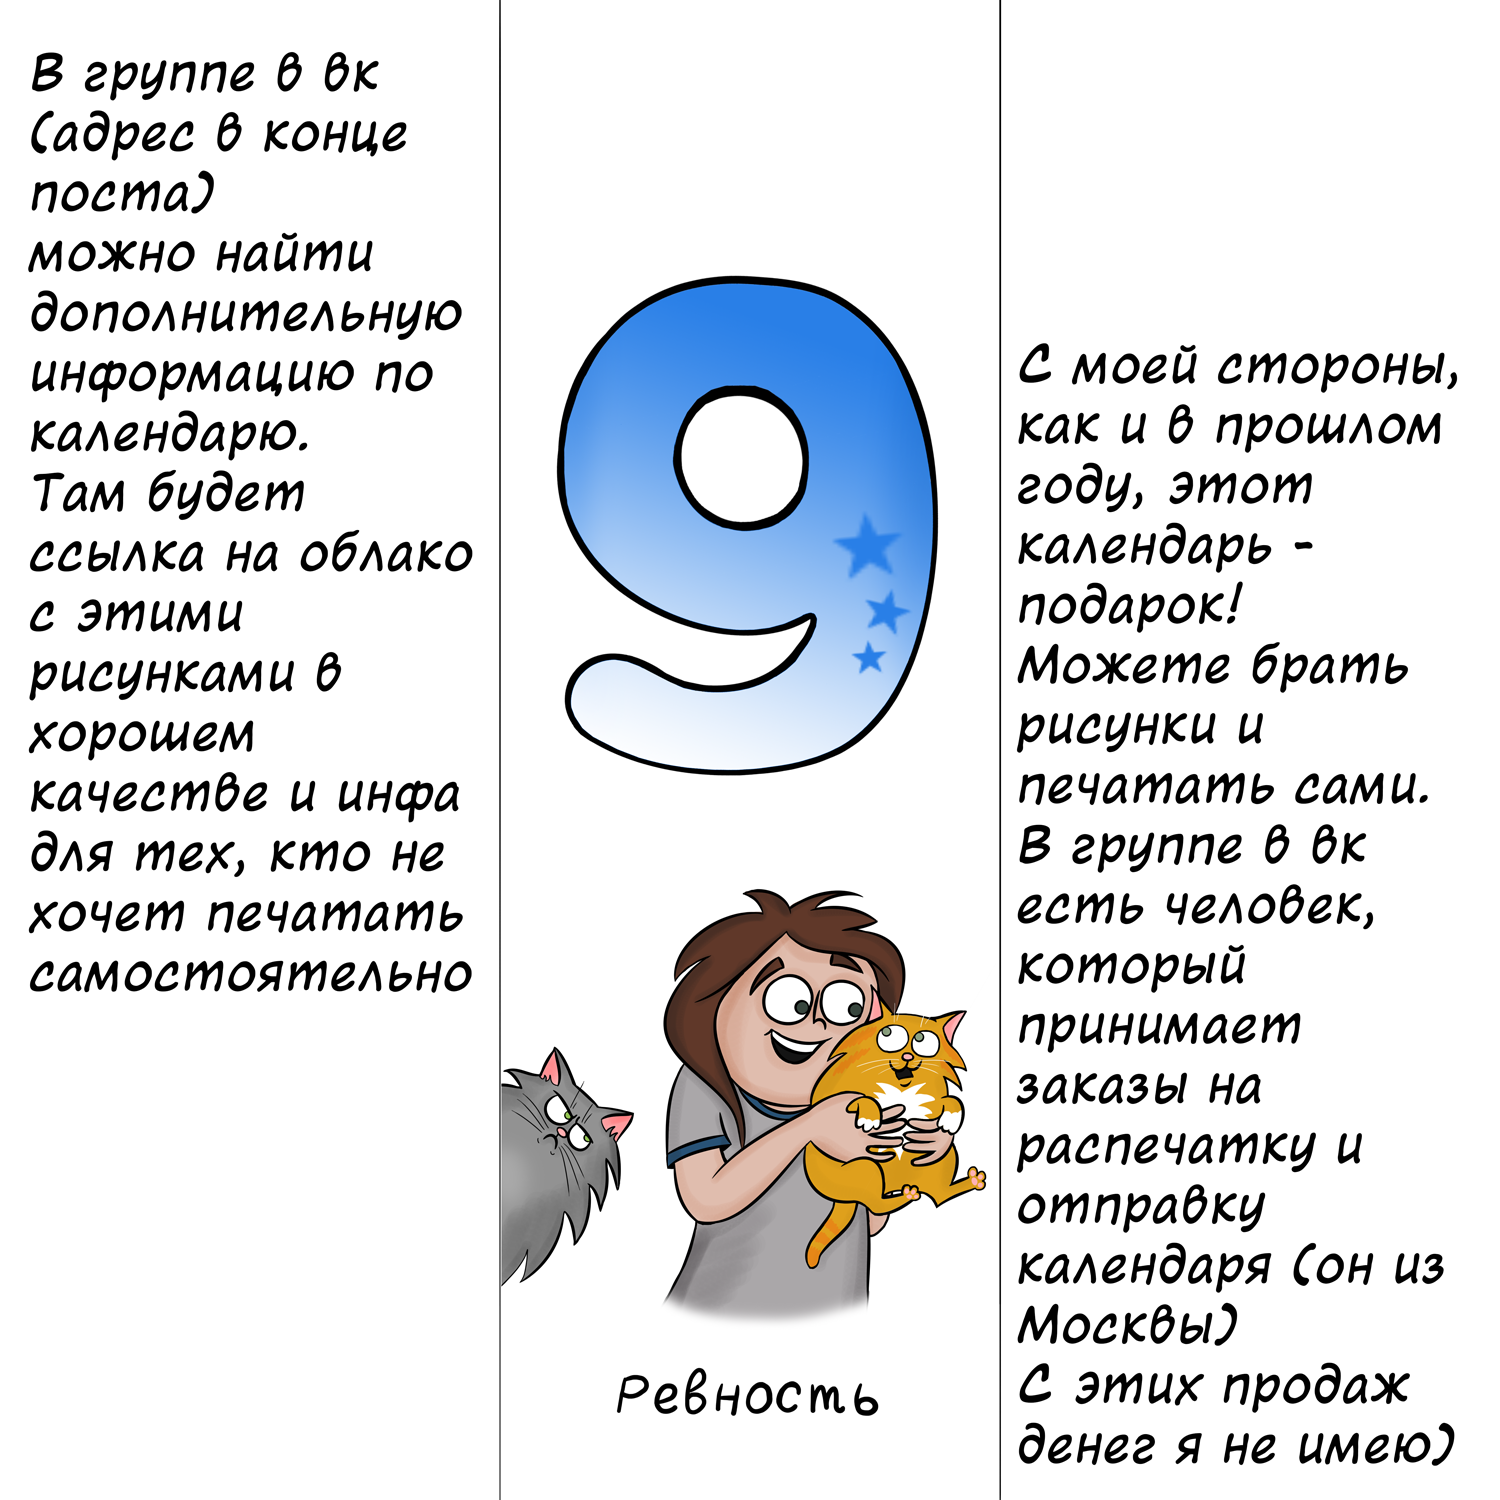 В группе в вк
(адрес в конце
поста)
можно найти
дополнительную
информацию по
календарю.
Там будет
ссылка на облако
с этими
рисунками в
хорошем
качестве и инфа
для тех, кто не
хочет печатать
самостоятельно
9
Ревность
С моей стороны,
как и в прошлом
году, этот
календарь -
подарок!
Можете брать
рисунки и
печатать сами.
В группе в вк
есть человек,
который
принимает
заказы на
распечатку и
отправку
календаря (он из
Москвы)
С этих продаж
денег я не имею)